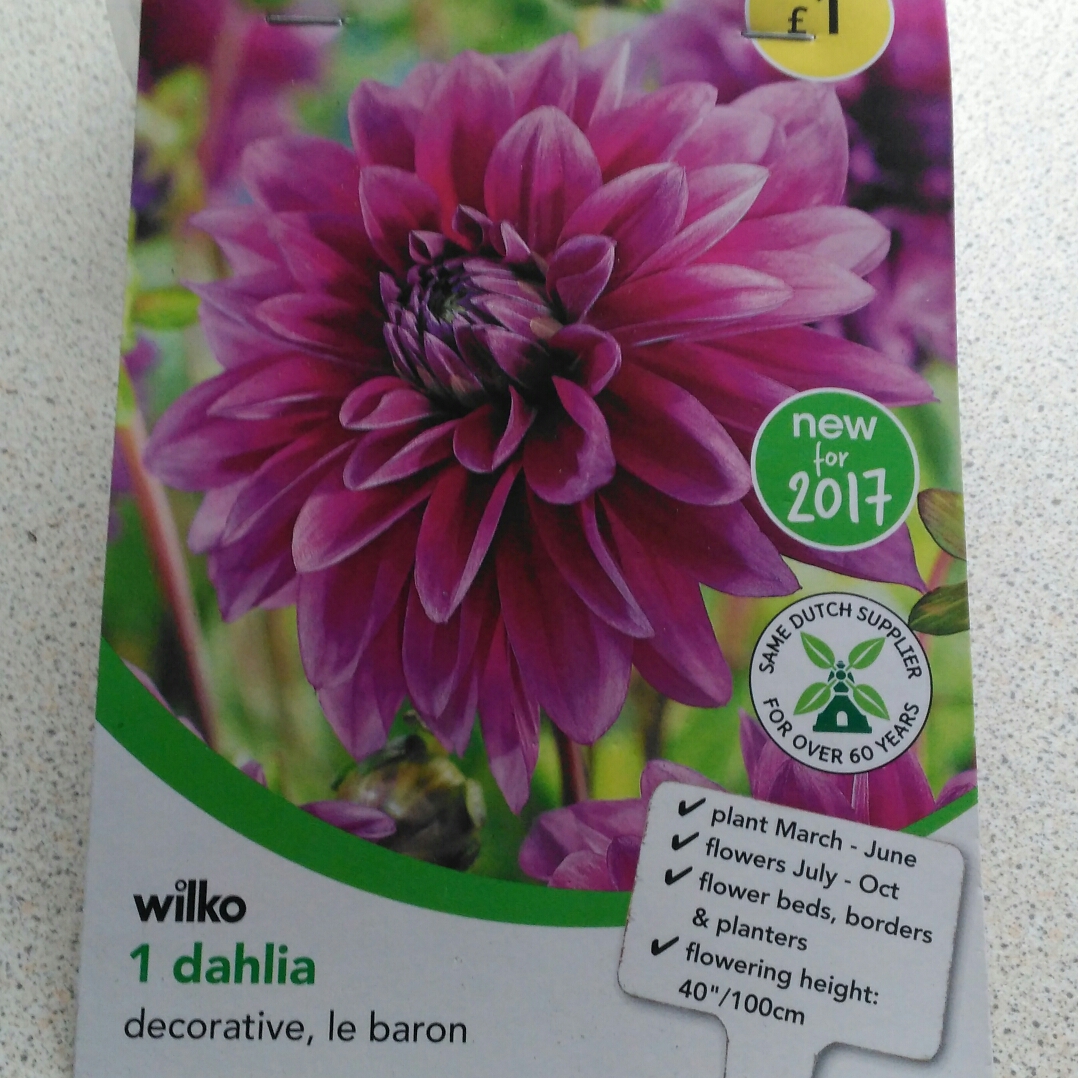 £1
new
for
2017
SAME DUTCH SUPPLIER
FOR OVER 60 YEARS
✓ plant March - June
✓ flowers July - Oct
✓ flower beds, borders
& planters
✓ flowering height:
40"/100cm
wilko
1 dahlia
decorative, le baron